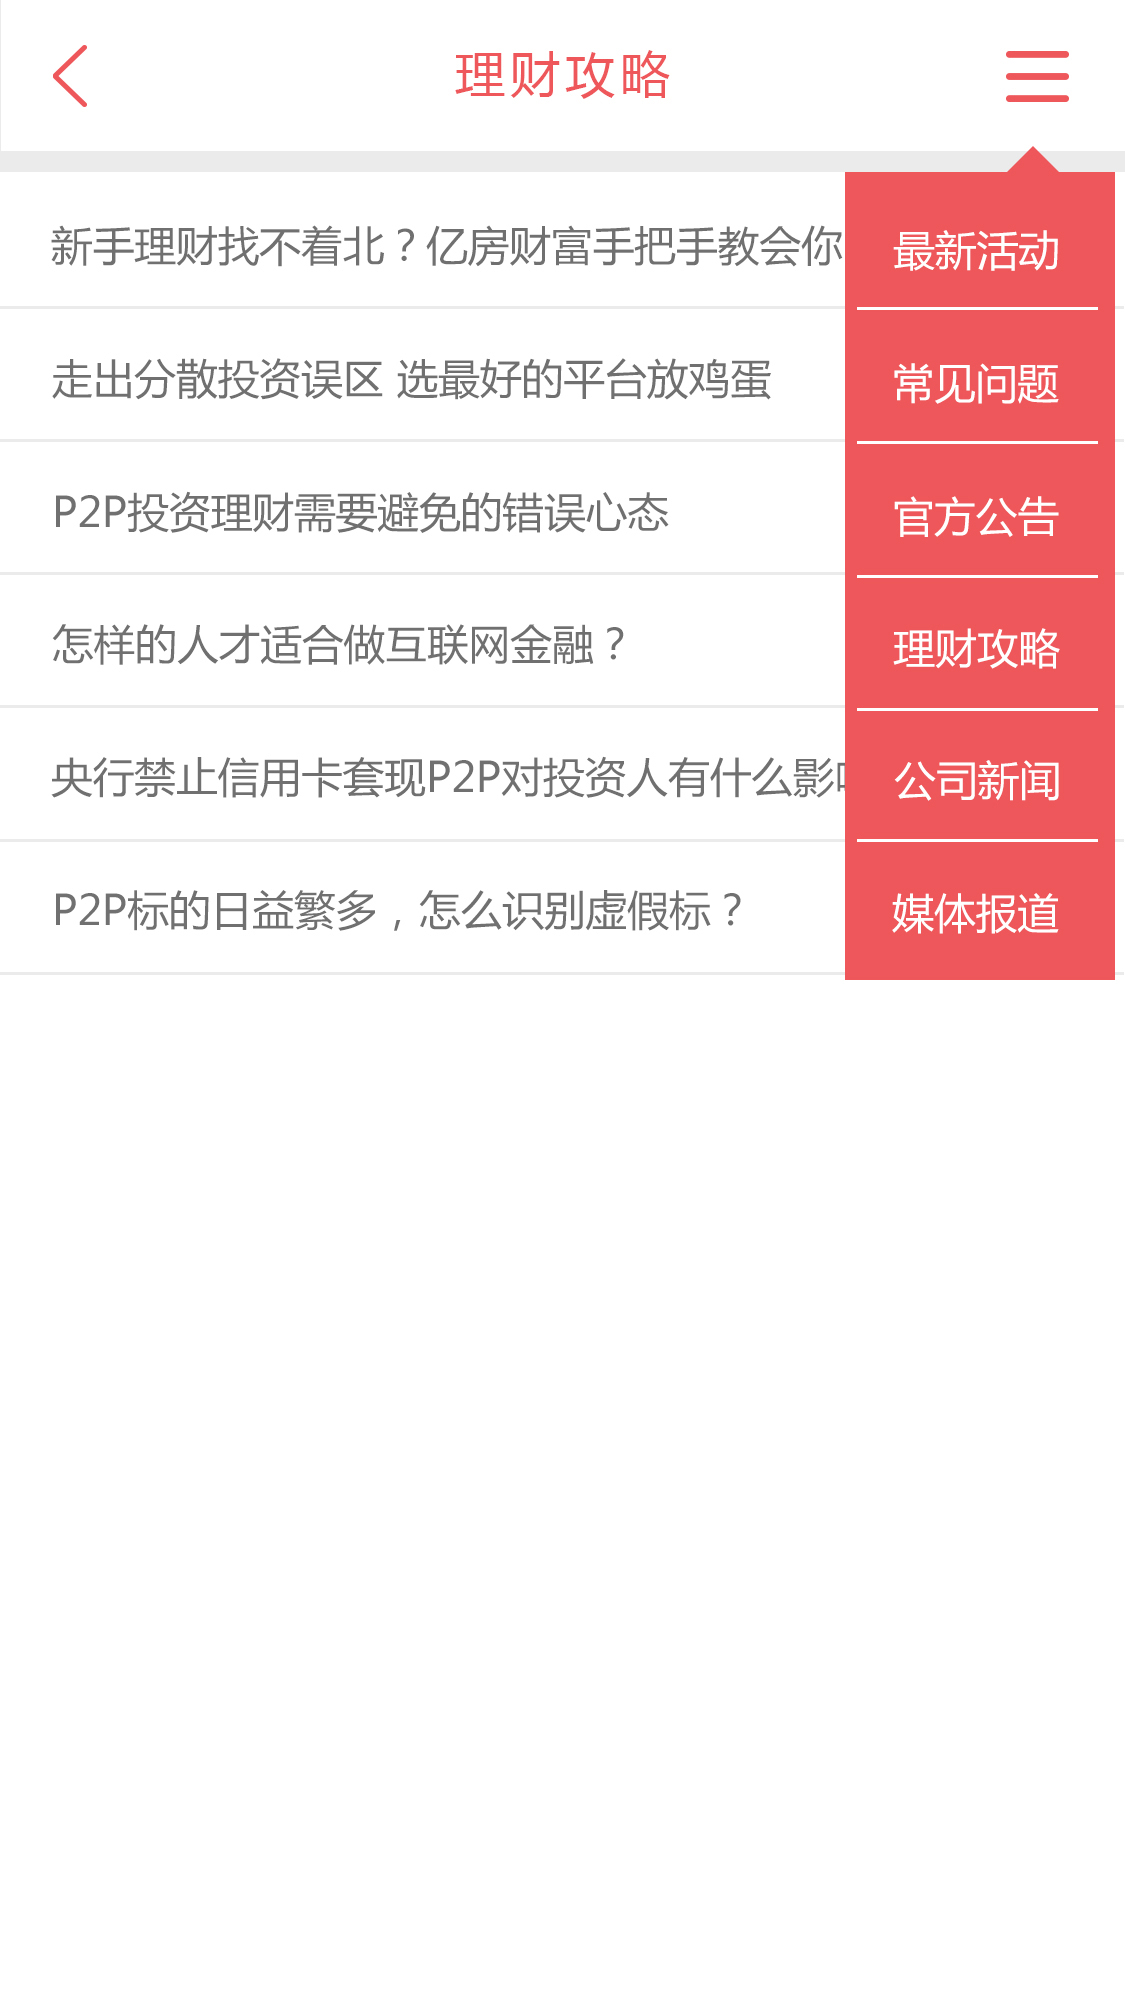 理财攻略
新手理财找不着北？亿房财富手把手教会你
走出分散投资误区 选最好的平台放鸡蛋
P2P投资理财需要避免的错误心态
怎样的人才适合做互联网金融？
央行禁止信用卡套现P2P对投资人有什么影
P2P标的日益繁多，怎么识别虚假标？
最新活动
常见问题
官方公告
理财攻略
公司新闻
媒体报道